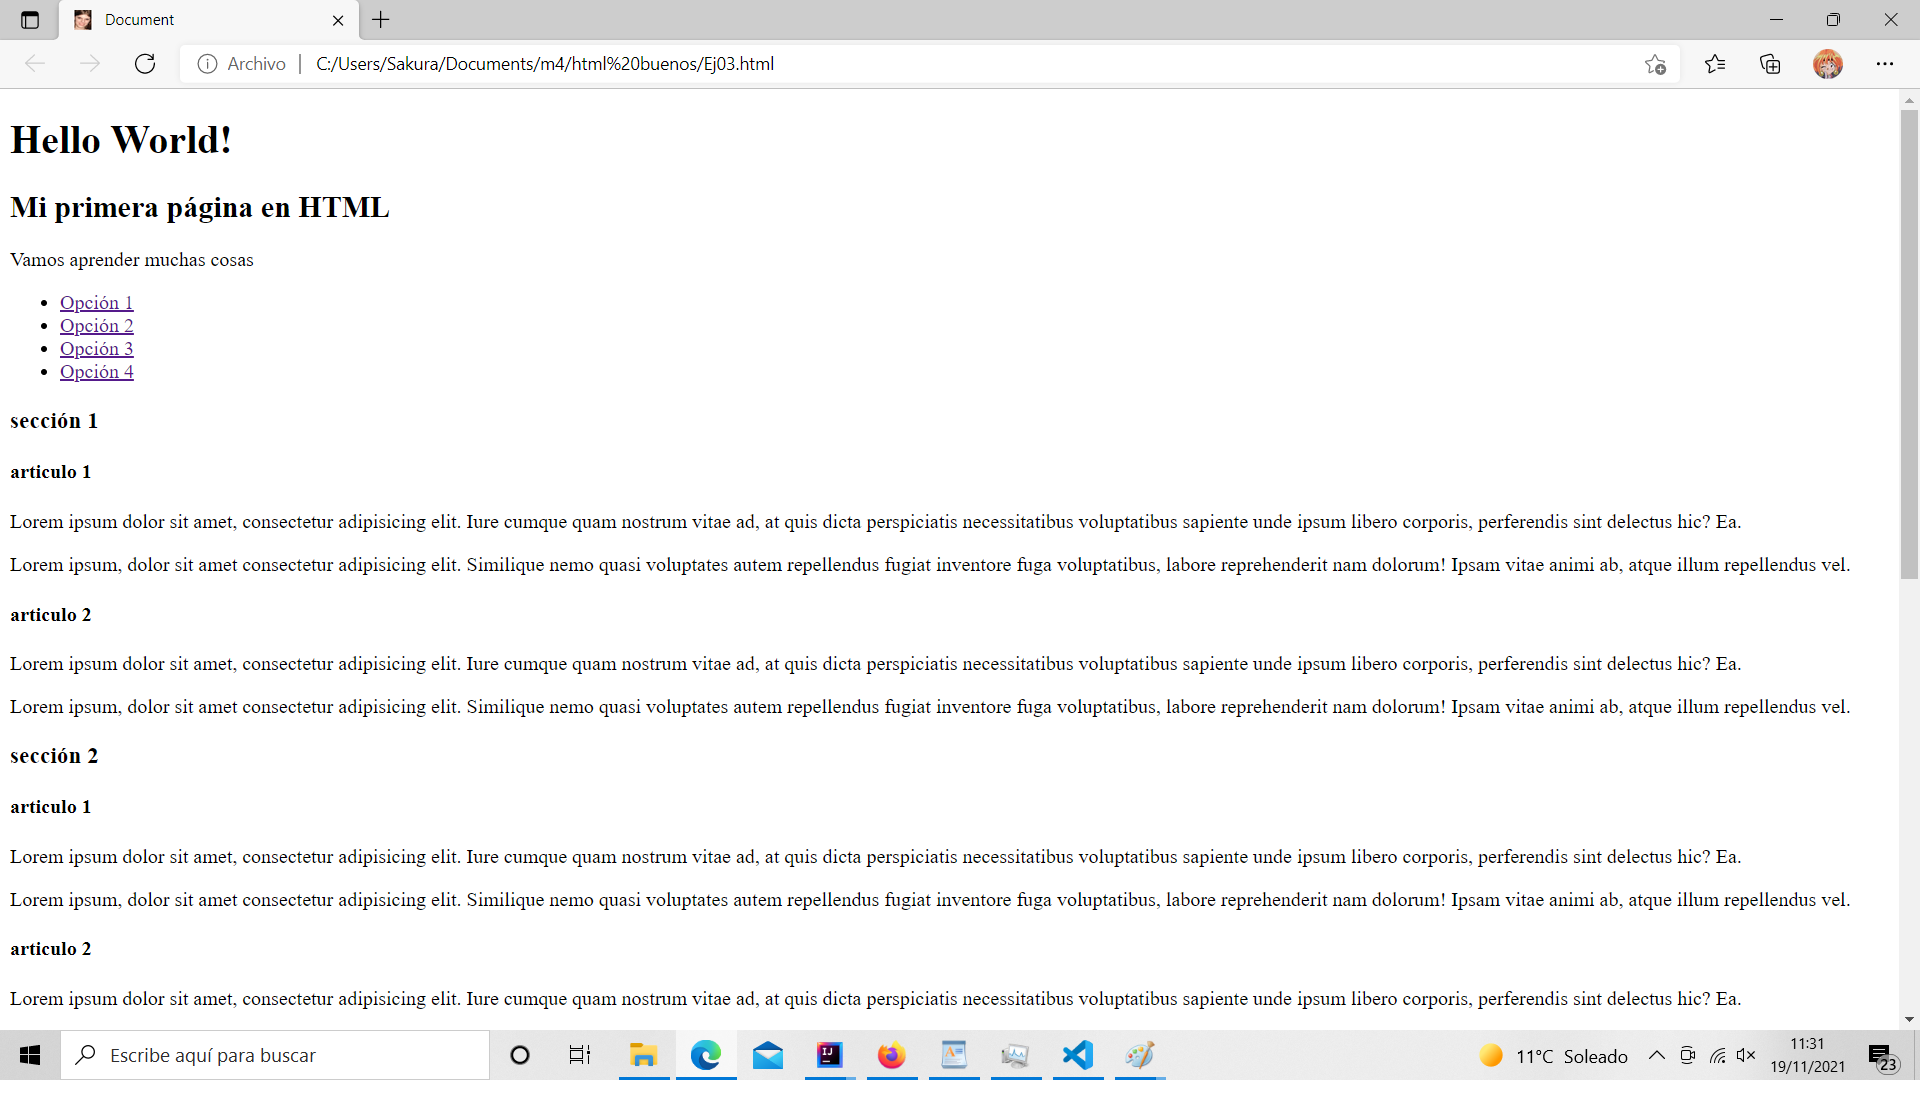 Document
Archivo
C:/Users/Sakura/Documents/m4/html%20buenos/Ej03.html
Hello World!
Mi primera página en HTML
Vamos aprender muchas cosas
Opción 1
Opción 2
Opción 3
Opción 4
sección 1
articulo 1
Lorem ipsum dolor sit amet, consectetur adipisicing elit. Iure cumque quam nostrum vitae ad, at quis dicta perspiciatis necessitatibus voluptatibus sapiente unde ipsum libero corporis, perferendis sint delectus hic? Ea.
Lorem ipsum, dolor sit amet consectetur adipisicing elit. Similique nemo quasi voluptates autem repellendus fugiat inventore fuga voluptatibus, labore reprehenderit nam dolorum! Ipsam vitae animi ab, atque illum repellendus vel.
articulo 2
Lorem ipsum dolor sit amet, consectetur adipisicing elit. Iure cumque quam nostrum vitae ad, at quis dicta perspiciatis necessitatibus voluptatibus sapiente unde ipsum libero corporis, perferendis sint delectus hic? Ea.
Lorem ipsum, dolor sit amet consectetur adipisicing elit. Similique nemo quasi voluptates autem repellendus fugiat inventore fuga voluptatibus, labore reprehenderit nam dolorum! Ipsam vitae animi ab, atque illum repellendus vel.
sección 2
articulo 1
Lorem ipsum dolor sit amet, consectetur adipisicing elit. Iure cumque quam nostrum vitae ad, at quis dicta perspiciatis necessitatibus voluptatibus sapiente unde ipsum libero corporis, perferendis sint delectus hic? Ea.
Lorem ipsum, dolor sit amet consectetur adipisicing elit. Similique nemo quasi voluptates autem repellendus fugiat inventore fuga voluptatibus, labore reprehenderit nam dolorum! Ipsam vitae animi ab, atque illum repellendus vel.
articulo 2
Lorem ipsum dolor sit amet, consectetur adipisicing elit. Iure cumque quam nostrum vitae ad, at quis dicta perspiciatis necessitatibus voluptatibus sapiente unde ipsum libero corporis, perferendis sint delectus hic? Ea.
Escribe aquí para buscar
IJ
11°C Soleado
11:31
19/11/2021
23